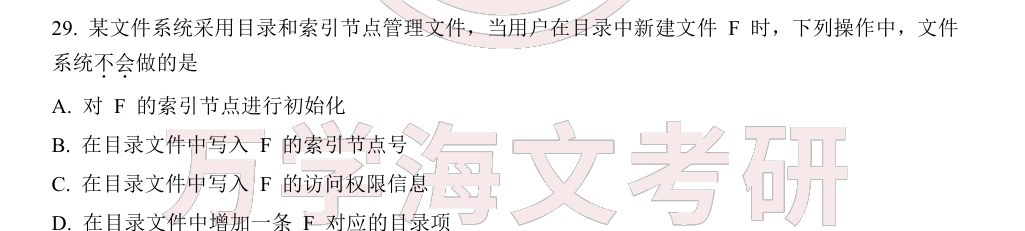 29. 某文件系统采用目录和索引节点管理文件，当用户在目录中新建文件 F 时，下列操作中，文件
系统不会做的是
A. 对 F 的索引节点进行初始化
B. 在目录文件中写入 F 的索引节点号
C. 在目录文件中写入 F 的访问权限信息
D. 在目录文件中增加一条 F 对应的目录项
万学海文考研